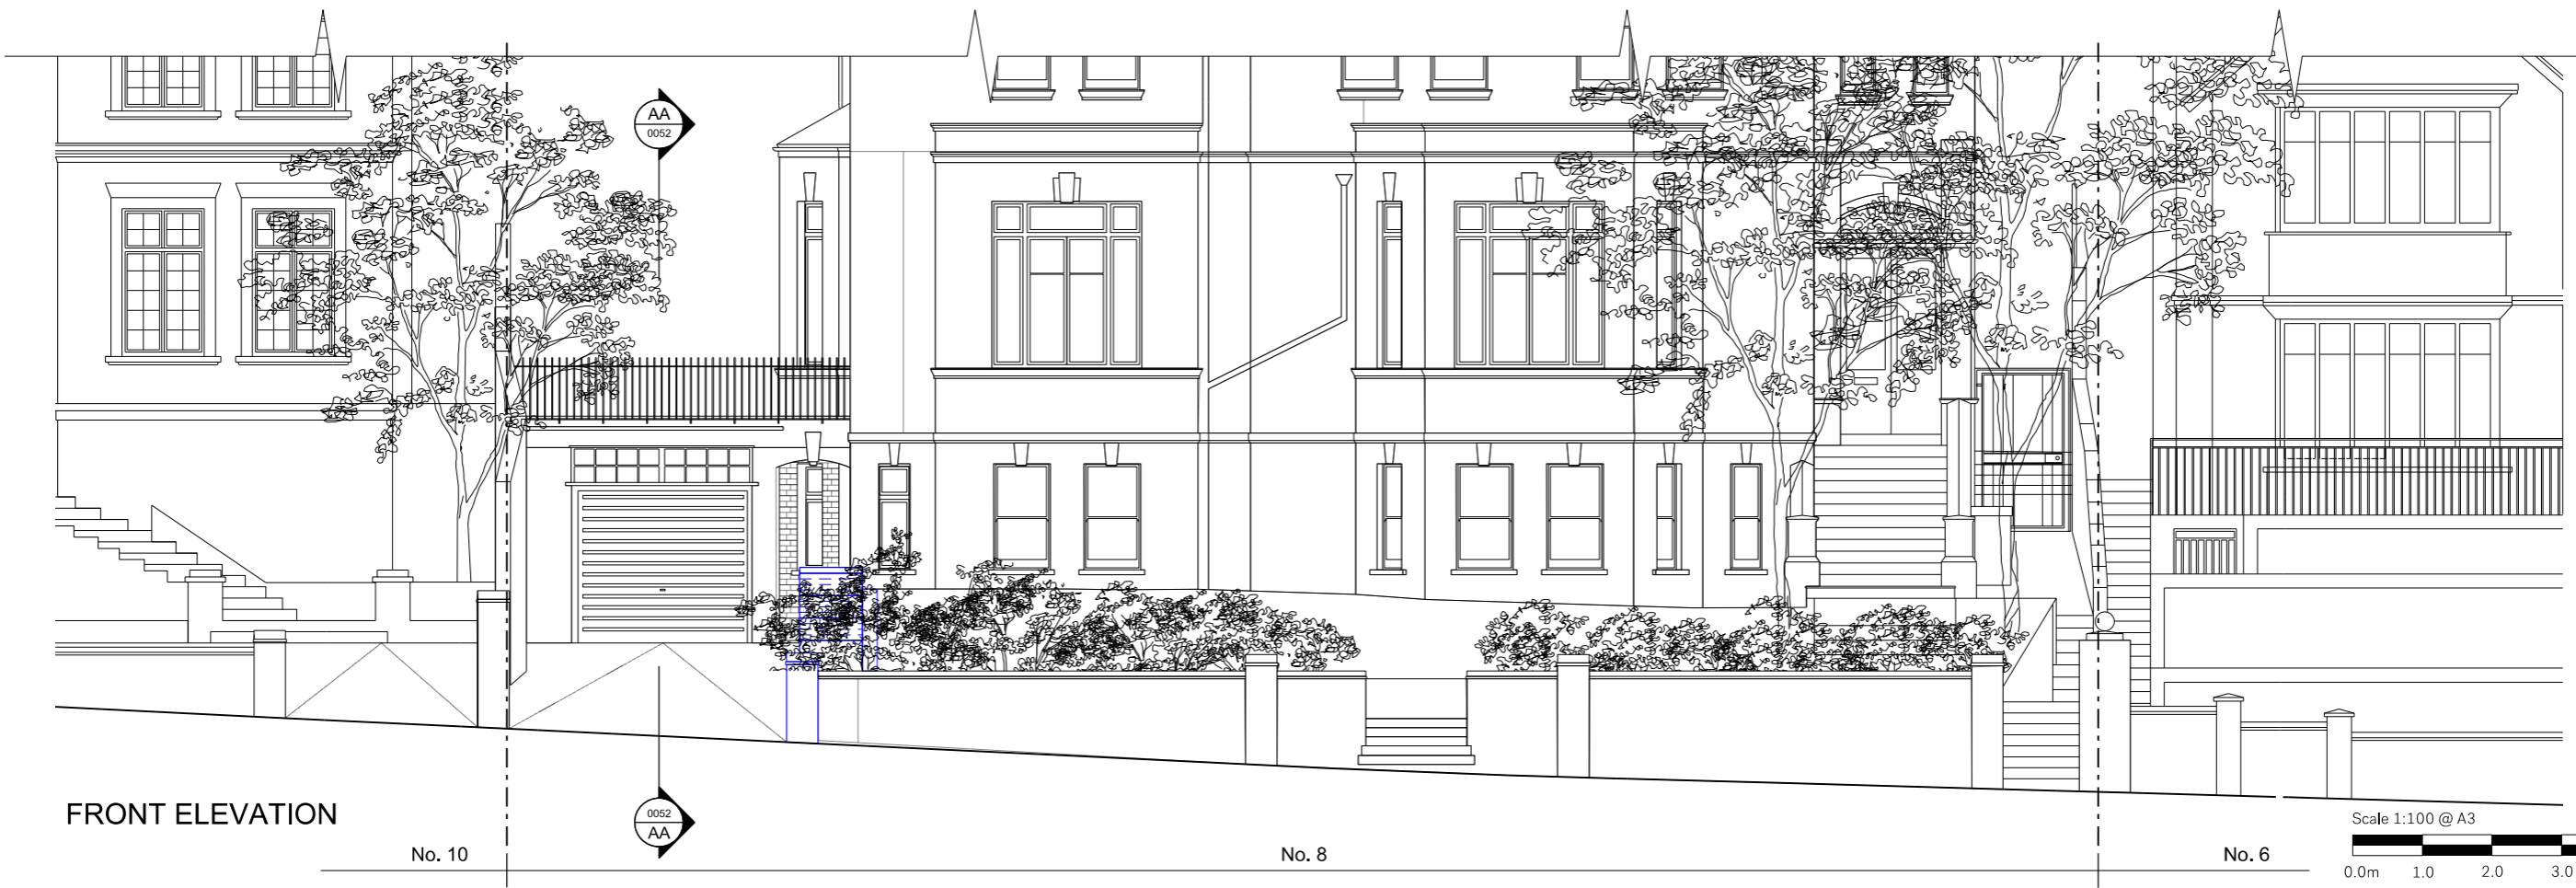 AA
0052
FRONT ELEVATION
0052
AA
Scale 1:100 @ A3
No. 10
No. 8
No. 6
0.0m 1.0 2.0 3.0